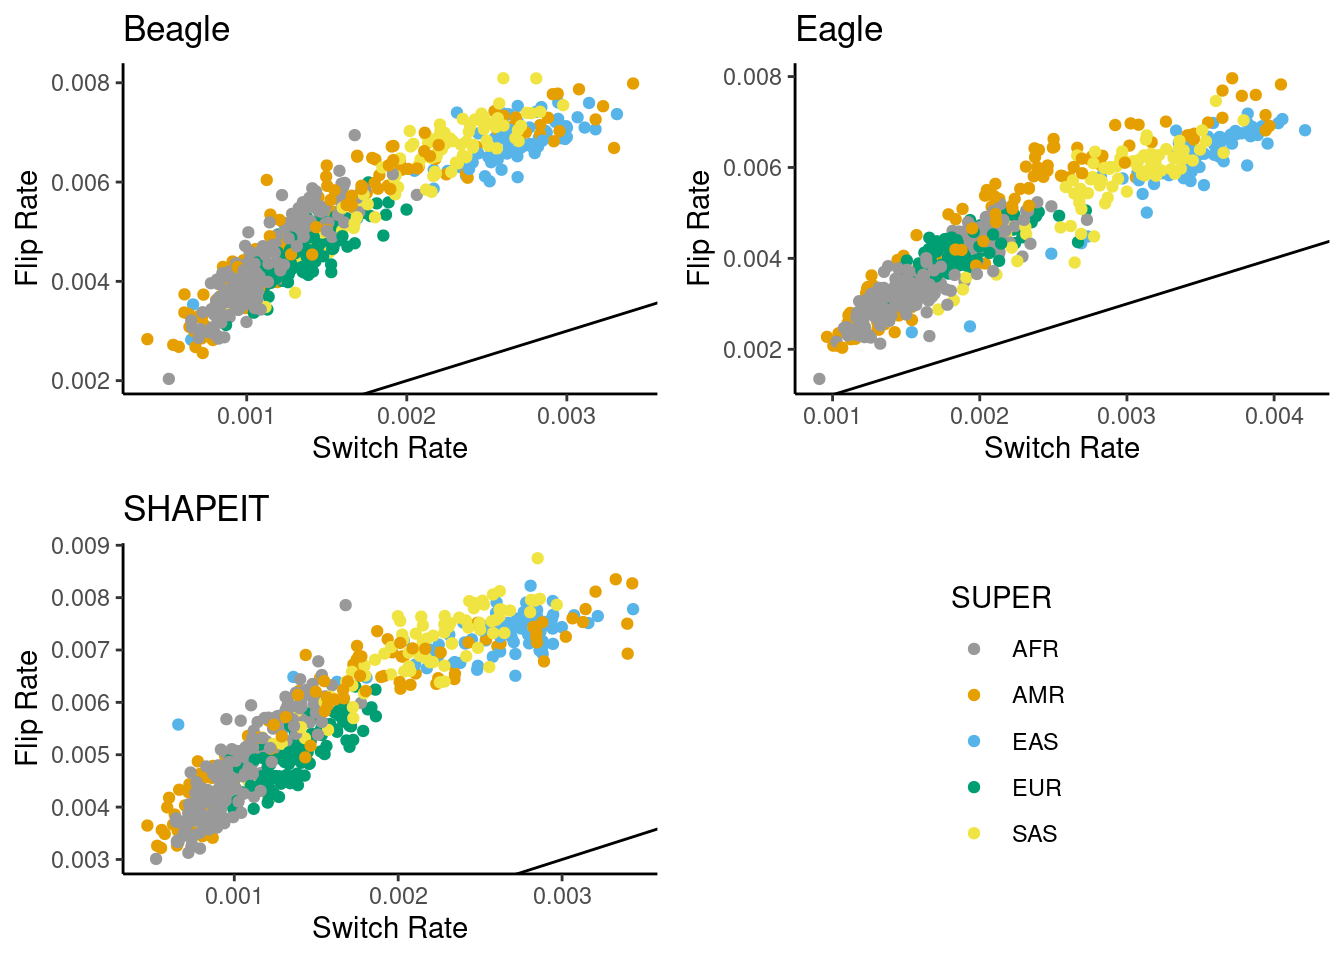 Beagle
0.008
0.006
0.004
0.002
Flip Rate
0.001 0.002 0.003
Switch Rate
Eagle
0.008
0.006
0.004
0.002
Flip Rate
0.001 0.002 0.003 0.004
Switch Rate
SHAPEIT
0.009
0.008
0.007
0.006
0.005
0.004
0.003
Flip Rate
0.001 0.002 0.003
Switch Rate
SUPER
AFR
AMR
EAS
EUR
SAS